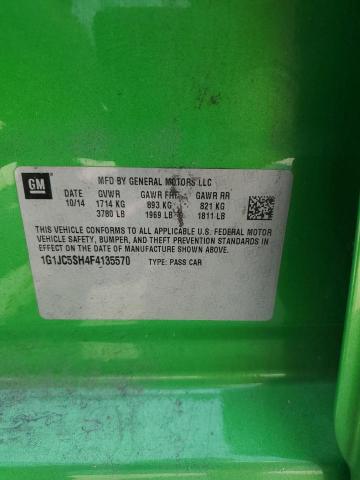 GM
MFD BY GENERAL MOTORS LLC
DATE GVWR GAWR FRT GAWR RR
10/14 1714 KG 893 KG 821 KG
3780 LB 1969 LB 1811 LB
THIS VEHICLE CONFORMS TO ALL APPLICABLE U.S. FEDERAL MOTOR
VEHICLE SAFETY, BUMPER, AND THEFT PREVENTION STANDARDS IN
EFFECT ON THE DATE OF MANUFACTURE SHOWN ABOVE.
1G1JC5SH4F4135570 TYPE: PASS CAR